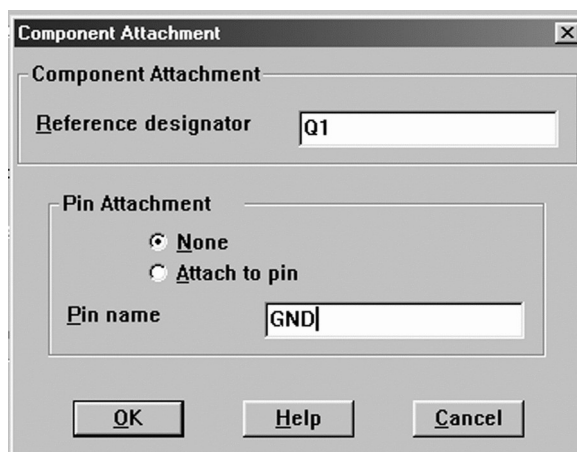 Component Attachment
Component Attachment
Reference designator Q1
Pin Attachment
None
Attach to pin
Pin name GND
OK Help Cancel